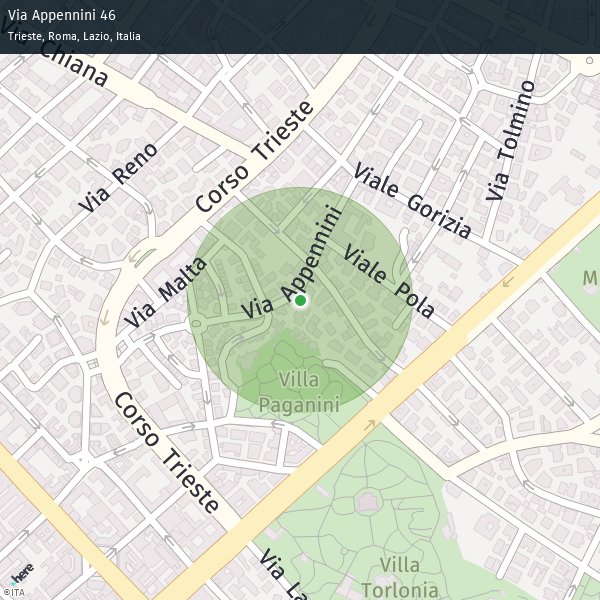 Via Appennini 46
Trieste, Roma, Lazio, Italia
Via Chiana
Corso Trieste
Via Tolmino
Via Reno
Viale Gorizia
Via Appennini
Viale Pola
Via Malta
M
Villa
Paganini
Corso Trieste
Villa
Torlonia
Via La
here
©ITA